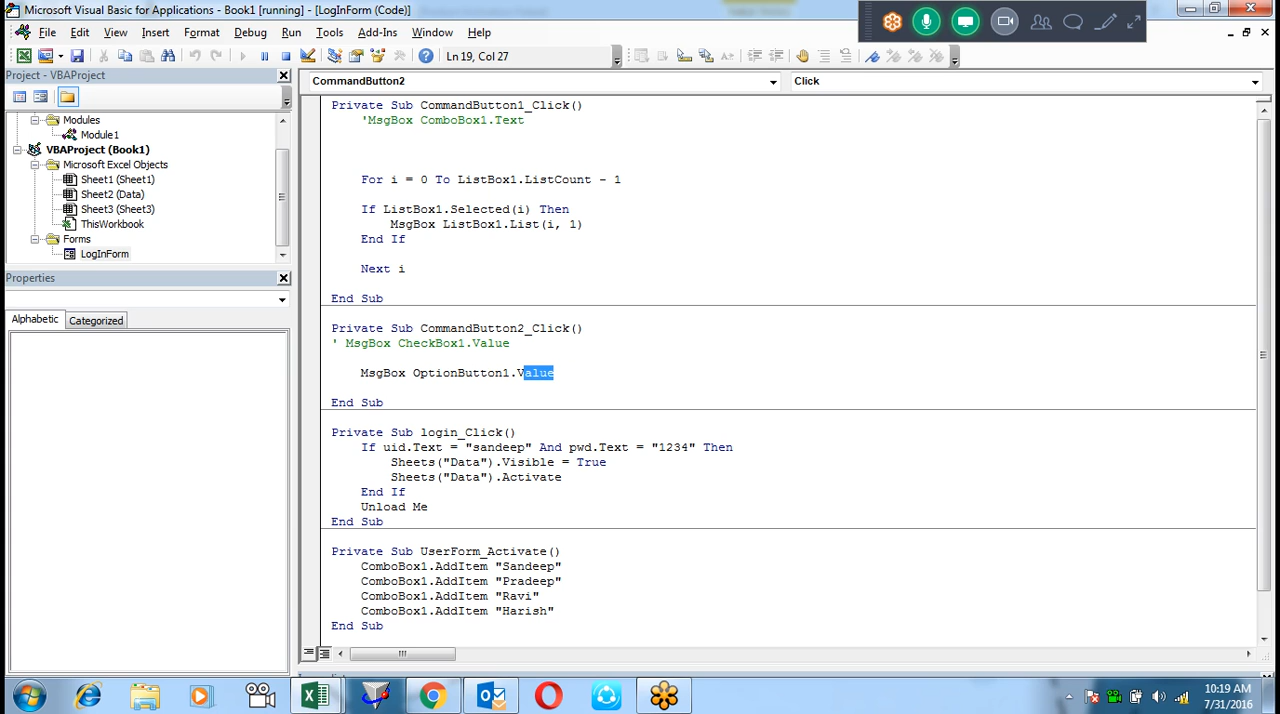 Microsoft Visual Basic for Applications - Book1 [running] - [LogInForm (Code)]
File Edit View Insert Format Debug Run Tools Add-Ins Window Help
Ln 19, Col 27
Project - VBAProject
CommandButton2
Click
Modules
Module1
VBAProject (Book1)
Microsoft Excel Objects
Sheet1 (Sheet1)
Sheet2 (Data)
Sheet3 (Sheet3)
ThisWorkbook
Forms
LogInForm
Properties
Alphabetic Categorized
Private Sub CommandButton1_Click()
'MsgBox ComboBox1.Text
For i = 0 To ListBox1.ListCount - 1
If ListBox1.Selected(i) Then
MsgBox ListBox1.List(i, 1)
End If
Next i
End Sub
Private Sub CommandButton2_Click()
' MsgBox CheckBox1.Value
MsgBox OptionButton1.Value
End Sub
Private Sub login_Click()
If uid.Text = "sandeep" And pwd.Text = "1234" Then
Sheets("Data").Visible = True
Sheets("Data").Activate
End If
Unload Me
End Sub
Private Sub UserForm_Activate()
ComboBox1.AddItem "Sandeep"
ComboBox1.AddItem "Pradeep"
ComboBox1.AddItem "Ravi"
ComboBox1.AddItem "Harish"
End Sub
10:19 AM
7/31/2016